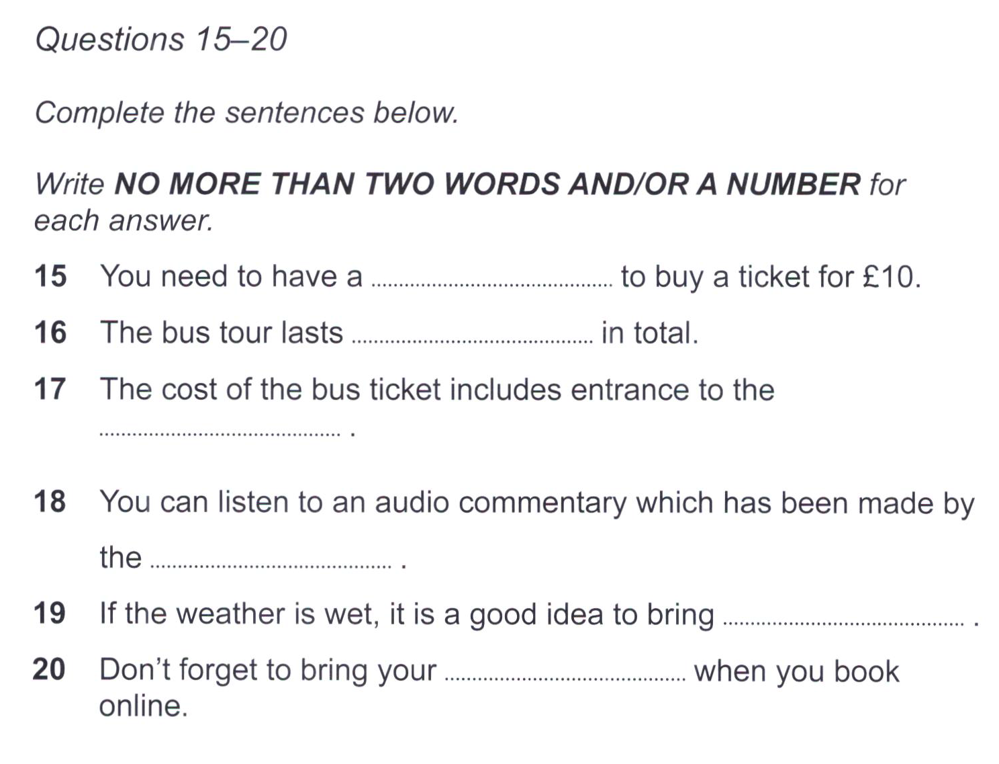 Questions 15–20
Complete the sentences below.
Write NO MORE THAN TWO WORDS AND/OR A NUMBER for
each answer.
15 You need to have a ........................................ to buy a ticket for £10.
16 The bus tour lasts ........................................ in total.
17 The cost of the bus ticket includes entrance to the
........................................ .
18 You can listen to an audio commentary which has been made by
the ........................................ .
19 If the weather is wet, it is a good idea to bring ........................................ .
20 Don’t forget to bring your ........................................ when you book
online.